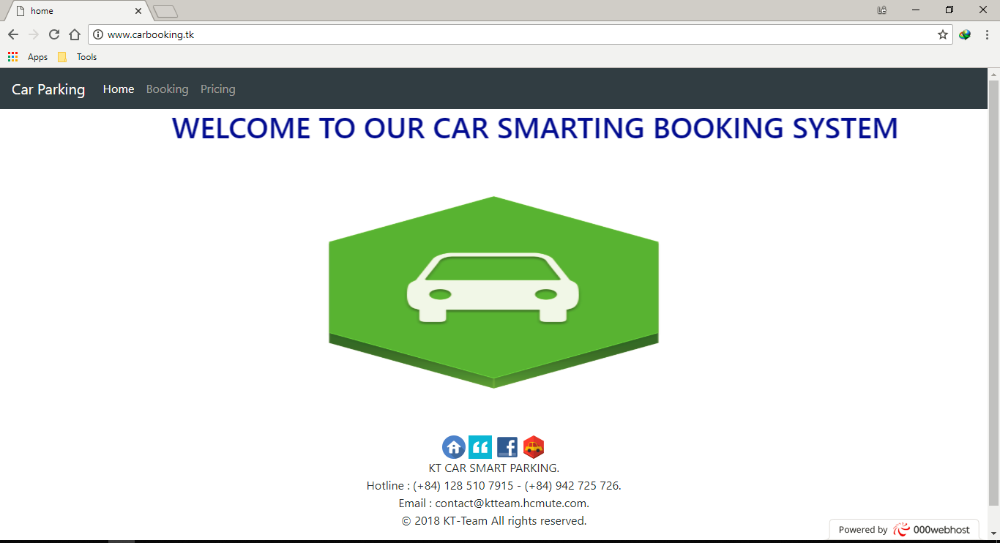 home
Lê
www.carbooking.tk
Apps Tools
Car Parking Home Booking Pricing
WELCOME TO OUR CAR SMARTING BOOKING SYSTEM
KT CAR SMART PARKING.
Hotline : (+84) 128 510 7915 - (+84) 942 725 726.
Email : contact@ktteam.hcmute.com.
© 2018 KT-Team All rights reserved.
Powered by 000webhost